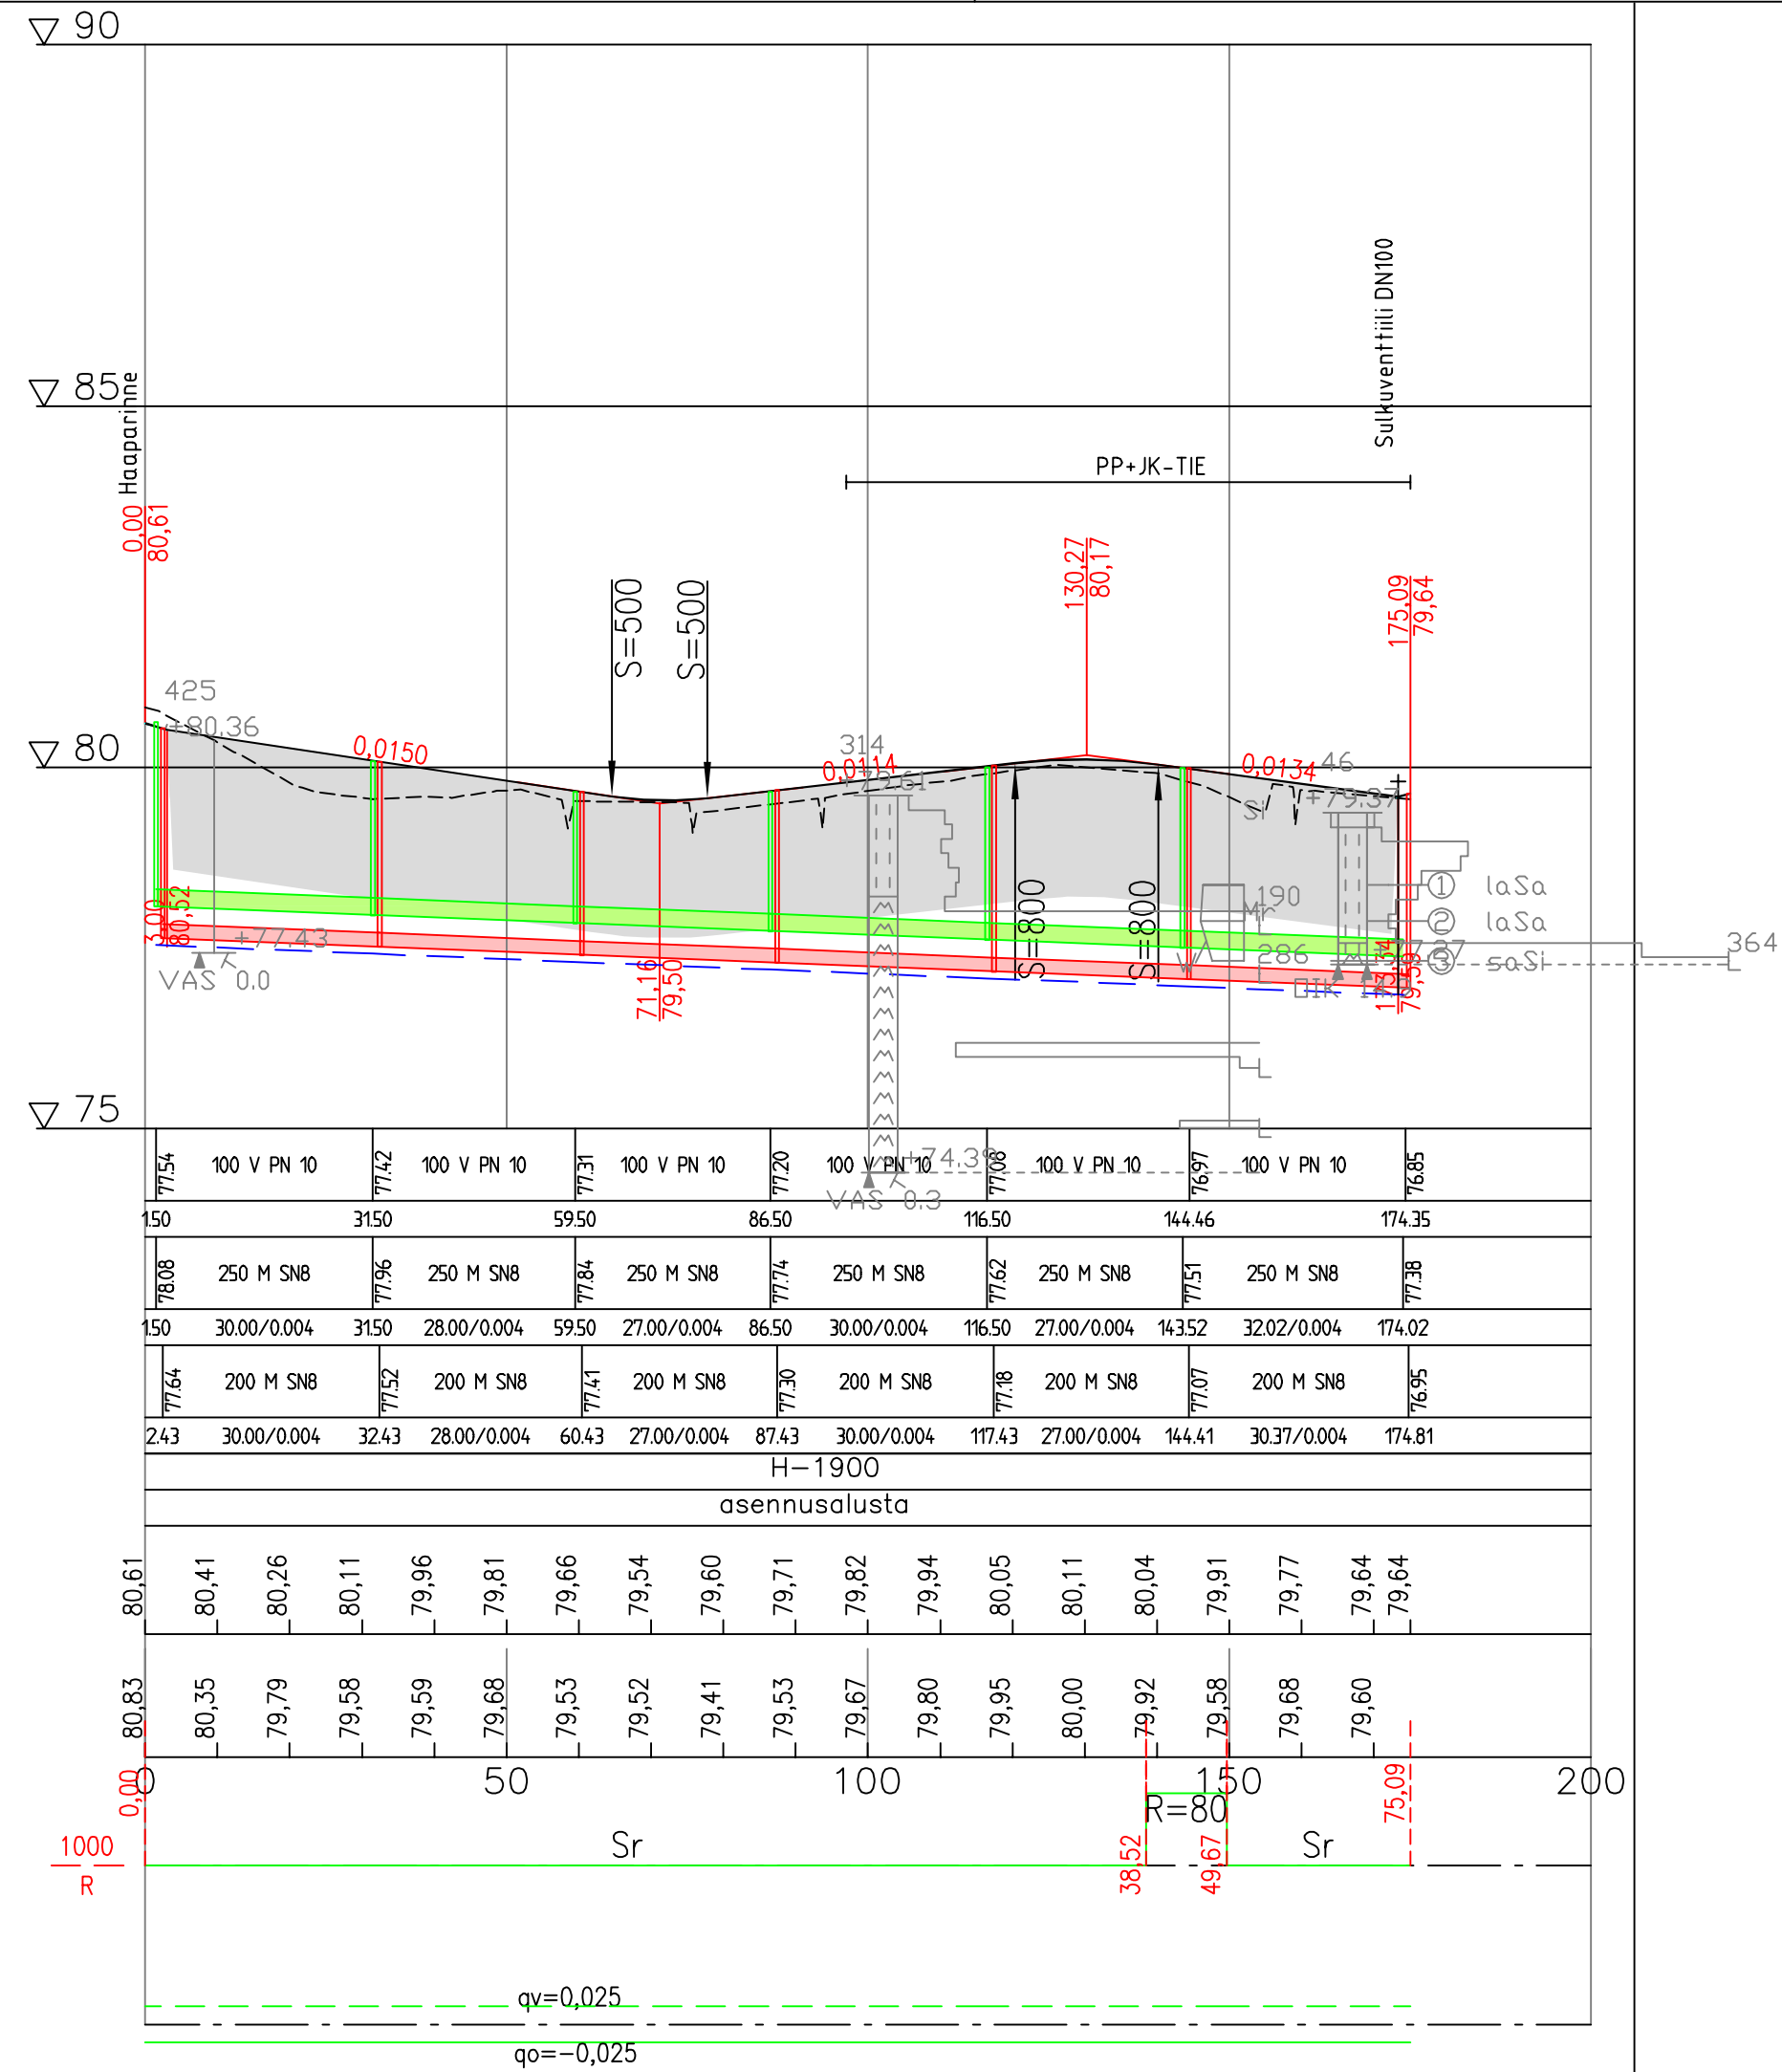 90
85
Haaparinne
Sulkuventtiili DN100
PP+JK-TIE
0,00
80,61
S=500
S=500
130,27
80,17
175,09
79,64
425
+80.36
80
0,0150
314
+79.61
0,0114
0,0134
46
+79.37
Si
3,00
80,52
+77.43
VAS 0.0
71,16
79,50
S=800
S=800
190
Mr
286
1 laSa
2 laSa
3 saSi
364
79,59
75
77.54 100 V PN 10 77.42 100 V PN 10 77.31 100 V PN 10 77.20 100 V PN 10 77.08 100 V PN 10 76.97 100 V PN 10 76.85
+74.39
VAS 0.3
1.50 31.50 59.50 86.50 116.50 144.46 174.35
78.08 250 M SN8 77.96 250 M SN8 77.84 250 M SN8 77.74 250 M SN8 77.62 250 M SN8 77.51 250 M SN8 77.38
1.50 30.00/0.004 31.50 28.00/0.004 59.50 27.00/0.004 86.50 30.00/0.004 116.50 27.00/0.004 143.52 32.02/0.004 174.02
77.64 200 M SN8 77.52 200 M SN8 77.41 200 M SN8 77.30 200 M SN8 77.18 200 M SN8 77.07 200 M SN8 76.95
2.43 30.00/0.004 32.43 28.00/0.004 60.43 27.00/0.004 87.43 30.00/0.004 117.43 27.00/0.004 144.41 30.37/0.004 174.81
H-1900
asennusalusta
80,61 80,41 80,26 80,11 79,96 79,81 79,66 79,54 79,60 79,71 79,82 79,94 80,05 80,11 80,04 79,91 79,77 79,64 79,64
80,83 80,35 79,79 79,58 79,59 79,68 79,53 79,52 79,41 79,53 79,67 79,80 79,95 80,00 79,92 79,58 79,68 79,60
0 50 100 150 200
0,00
75,09
R=80
1000
R
Sr
38,52
49,67
Sr
qv=0,025
qo=-0,025